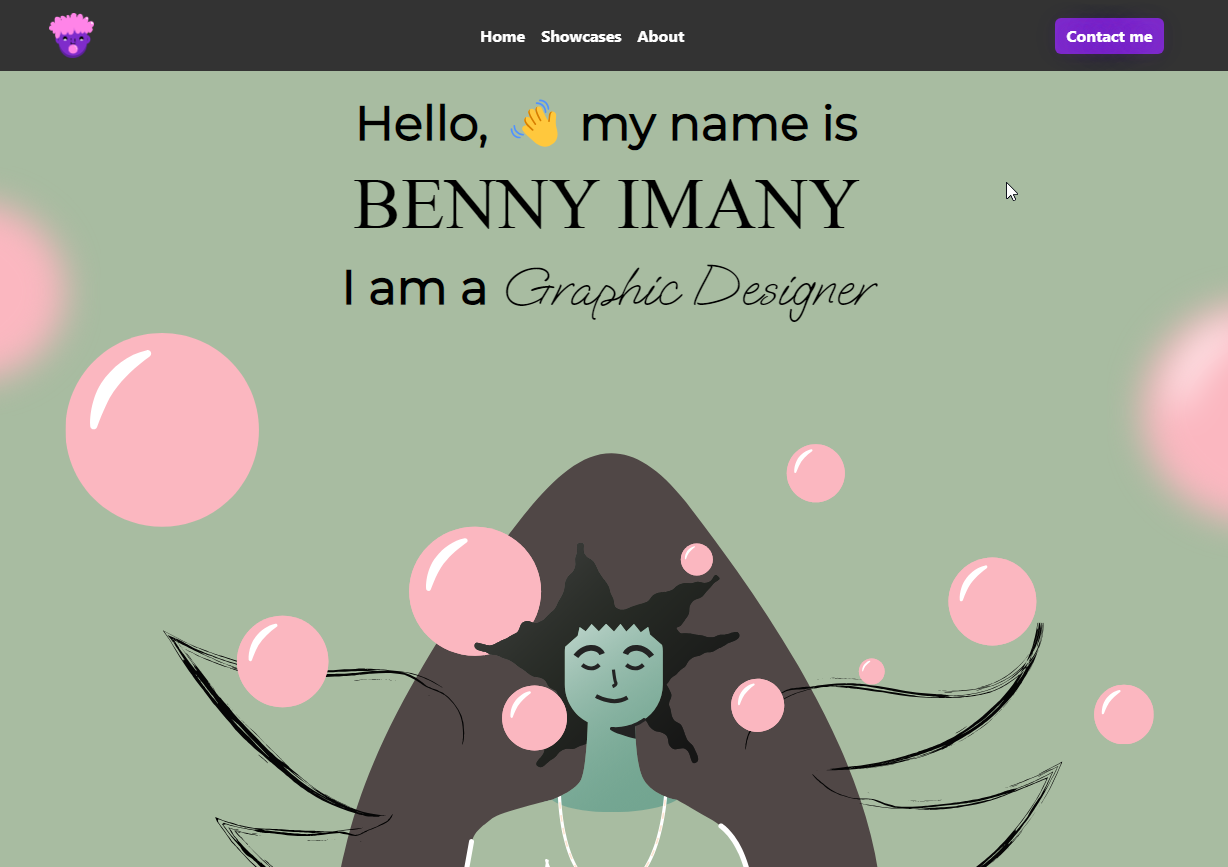 Home Showcases About Contact me
Hello, 👋 my name is
BENNY IMANY
I am a Graphic Designer